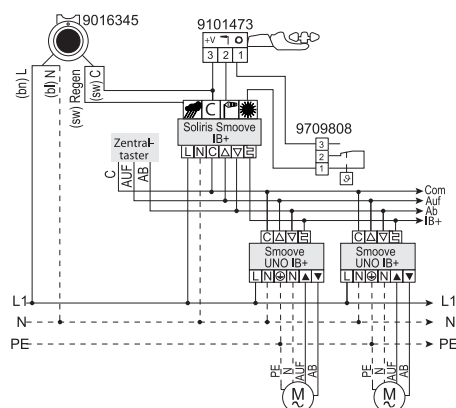 9016345
9101473
+V
3 2 1
(bn) L
(bl) N
(sw) Regen
(sw) C
C
Soliris Smoove
IB+
9709808
3
2
1
Zentral-
taster
L N C
C
AUF
AB
Com
Auf
Ab
IB+
C
C
Smoove
UNO IB+
Smoove
UNO IB+
L N N
L N N
L1
L1
N
N
PE
PE
PE
N
AUF
AB
PE
N
AUF
AB
M
~
M
~